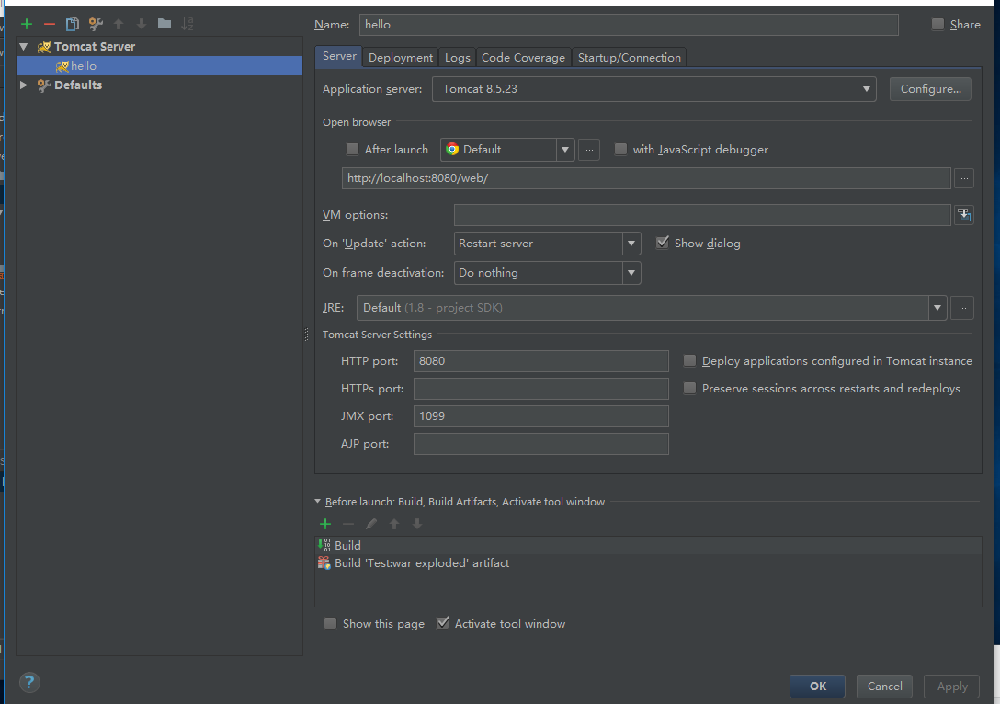 Name: hello Share
Tomcat Server
hello
Defaults
Server Deployment Logs Code Coverage Startup/Connection
Application server: Tomcat 8.5.23 Configure...
Open browser
After launch Default ... with JavaScript debugger
http://localhost:8080/web/ ...
VM options:
On 'Update' action: Restart server Show dialog
On frame deactivation: Do nothing
JRE: Default (1.8 - project SDK) ...
Tomcat Server Settings
HTTP port: 8080 Deploy applications configured in Tomcat instance
HTTPs port: Preserve sessions across restarts and redeploys
JMX port: 1099
AJP port:
Before launch: Build, Build Artifacts, Activate tool window
Build
Build 'Test:war exploded' artifact
Show this page Activate tool window
? OK Cancel Apply